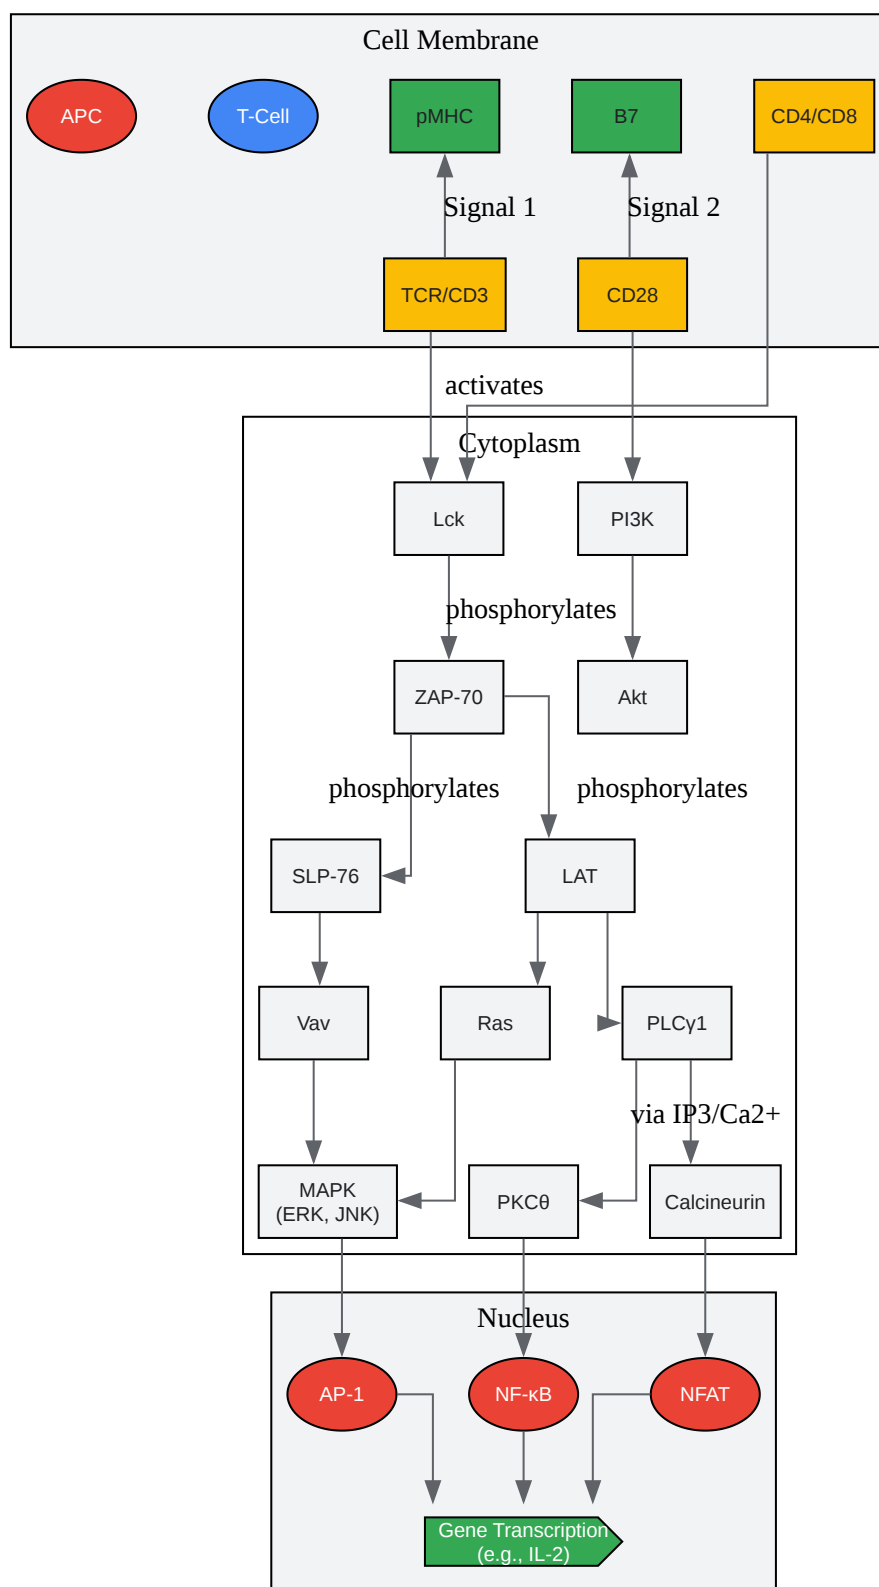 Cell Membrane
APC
T-Cell
pMHC
B7
CD4/CD8
Signal 1
Signal 2
TCR/CD3
CD28
activates
Cytoplasm
Lck
PI3K
phosphorylates
ZAP-70
Akt
phosphorylates
phosphorylates
SLP-76
LAT
Vav
Ras
PLCγ1
via IP3/Ca2+
MAPK
(ERK, JNK)
PKCθ
Calcineurin
Nucleus
AP-1
NF-κB
NFAT
Gene Transcription
(e.g., IL-2)